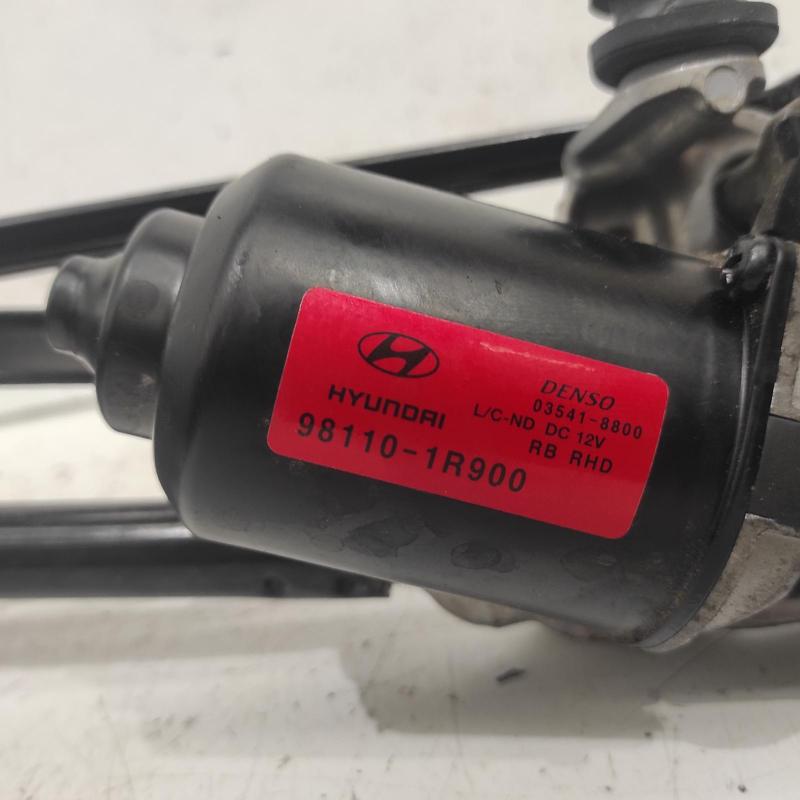 HYUNDAI
98110-1R900
DENSO
03541-8800
L/C-ND DC 12V
RB RHD